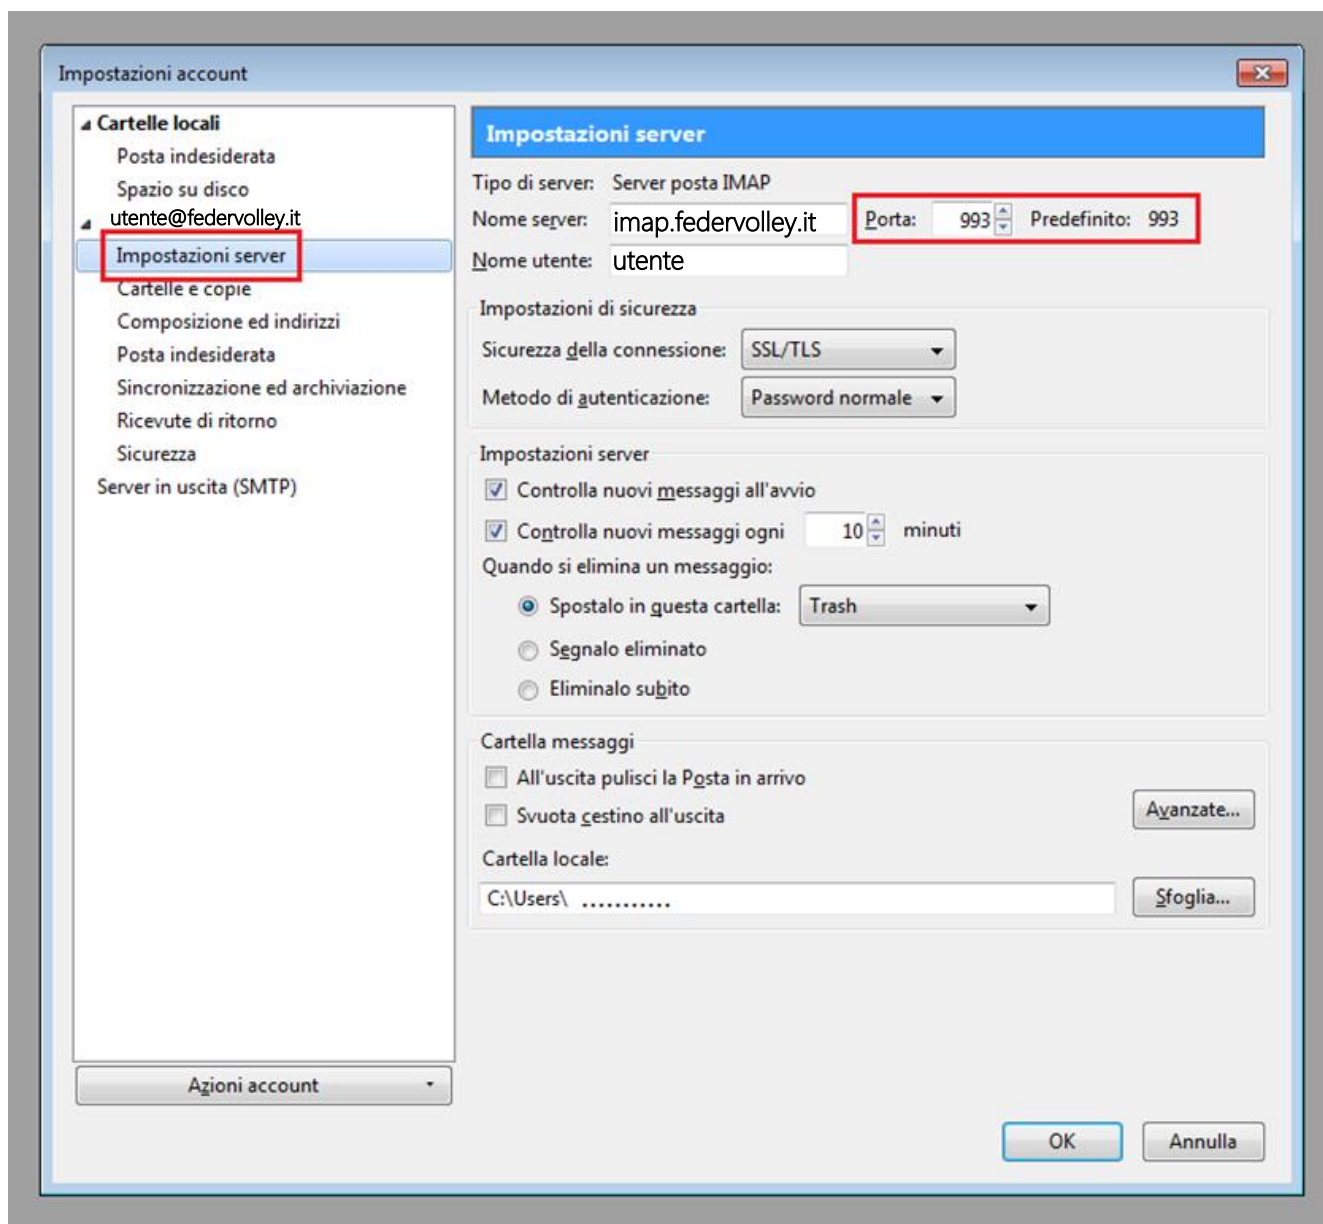 Impostazioni account
Cartelle locali
Posta indesiderata
Spazio su disco
utente@federvolley.it
Impostazioni server
Cartelle e copie
Composizione ed indirizzi
Posta indesiderata
Sincronizzazione ed archiviazione
Ricevute di ritorno
Sicurezza
Server in uscita (SMTP)
Azioni account
Impostazioni server
Tipo di server: Server posta IMAP
Nome server: imap.federvolley.it Porta: 993 Predefinito: 993
Nome utente: utente
Impostazioni di sicurezza
Sicurezza della connessione: SSL/TLS
Metodo di autenticazione: Password normale
Impostazioni server
Controlla nuovi messaggi all'avvio
Controlla nuovi messaggi ogni 10 minuti
Quando si elimina un messaggio:
Spostalo in questa cartella: Trash
Segnalo eliminato
Eliminalo subito
Cartella messaggi
All'uscita pulisci la Posta in arrivo
Svuota cestino all'uscita
Avanzate...
Cartella locale:
C:\Users\ ...........
Sfoglia...
OK Annulla